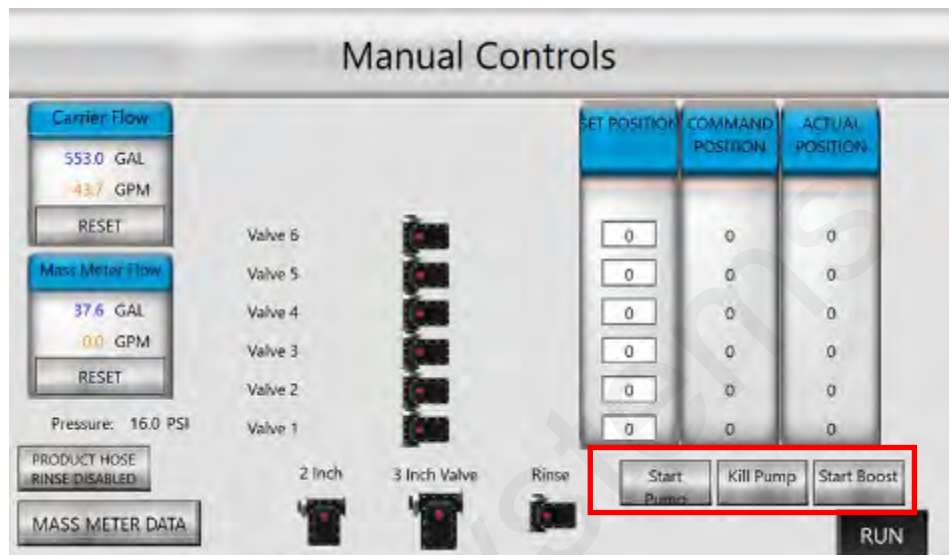 Manual Controls
Carrier Flow
553.0 GAL
-43.7 GPM
RESET
Mass Meter Flow
37.6 GAL
0.0 GPM
RESET
Pressure: 16.0 PSI
PRODUCT HOSE
RINSE DISABLED
MASS METER DATA
SET POSITION
COMMAND
POSITION
ACTUAL
POSITION
Valve 6
0 0 0
Valve 5
0 0 0
Valve 4
0 0 0
Valve 3
0 0 0
Valve 2
0 0 0
Valve 1
0 0 0
2 Inch
3 Inch Valve
Rinse
Start
Pump
Kill Pump
Start Boost
RUN